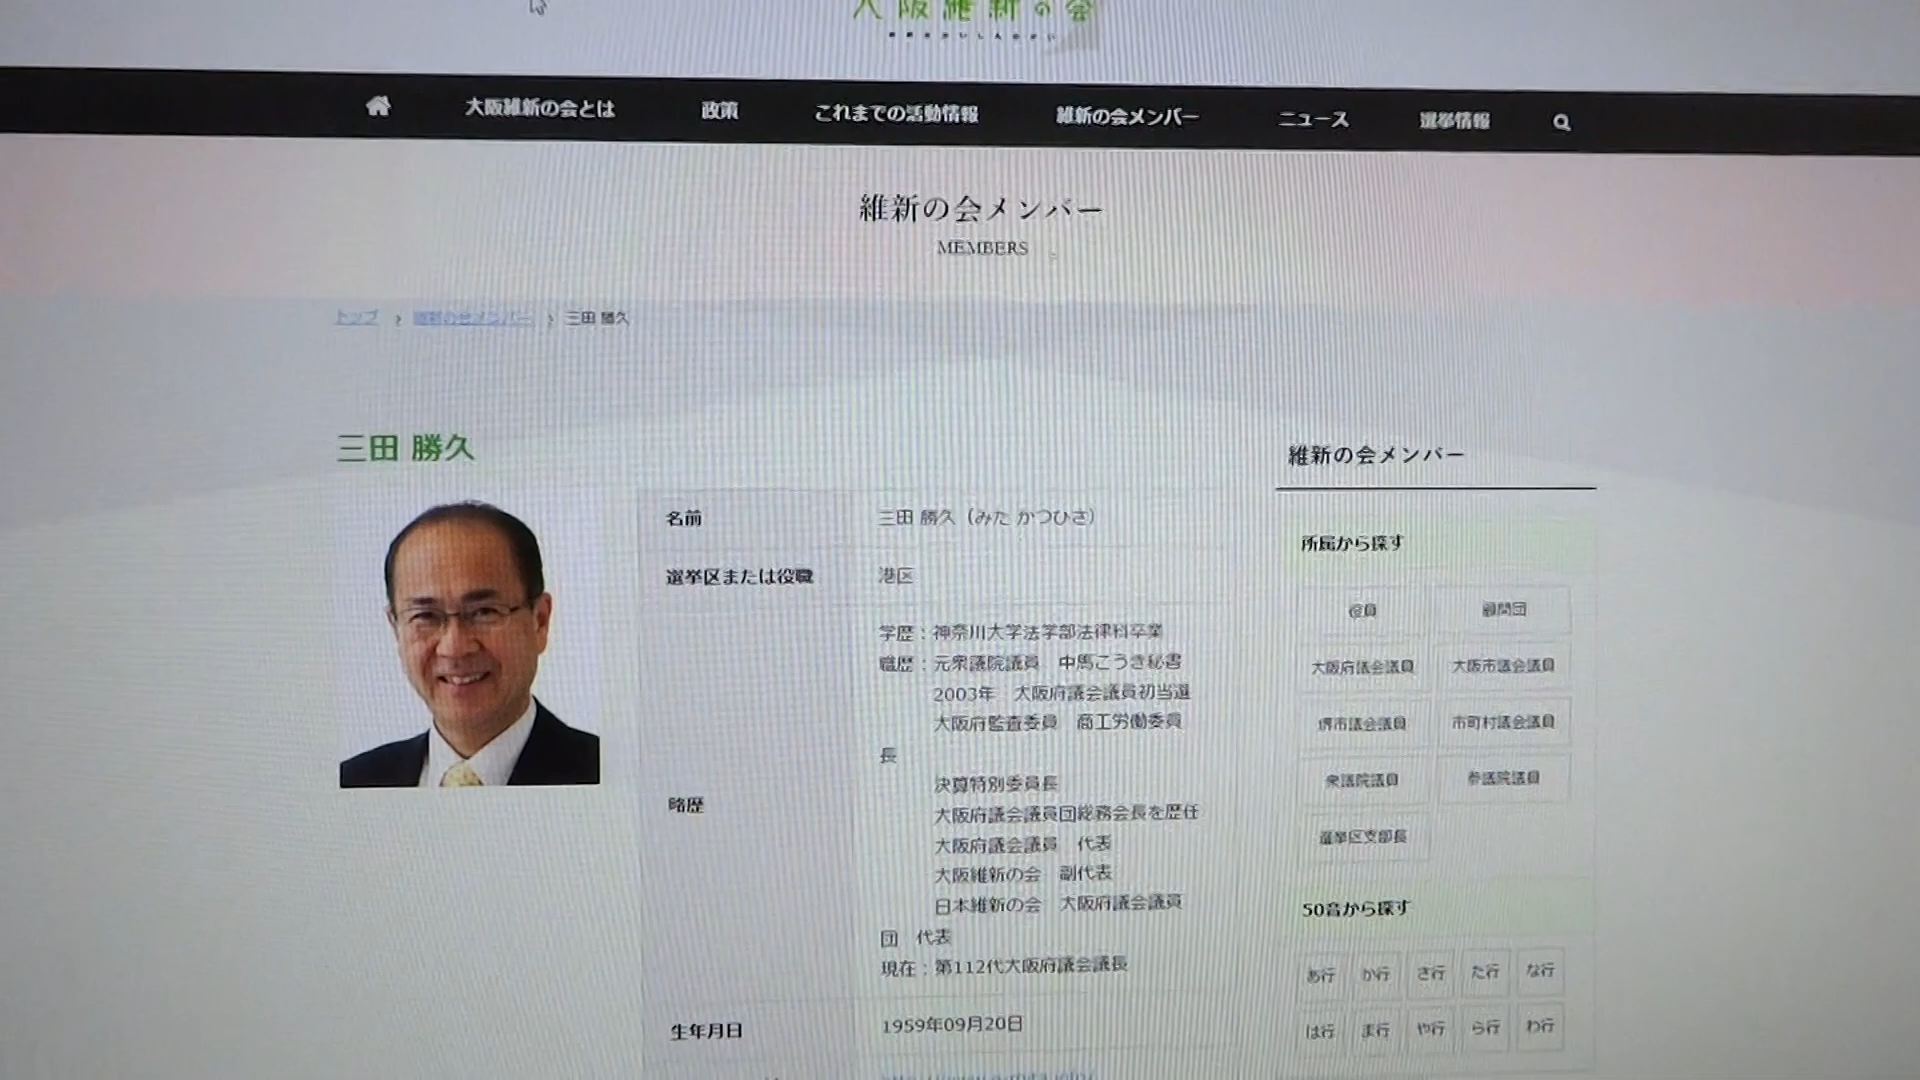 大阪維新の会
大阪維新の会とは
政策
これまでの活動情報
維新の会メンバー
ニュース
選挙情報
維新の会メンバー
MEMBERS
トップ › 維新の会メンバー › 三田 勝久
三田 勝久
名前
三田 勝久（みた かつひさ）
選挙区または役職
港区
略歴
学歴：神奈川大学法学部法律科卒業
職歴：元衆議院議員　中馬こうき秘書
2003年　大阪府議会議員初当選
大阪府監査委員　商工労働委員
長
決算特別委員長
大阪府議会議員団総務会長を歴任
大阪府議会議員　代表
大阪維新の会　副代表
日本維新の会　大阪府議会議員
団　代表
現在：第112代大阪府議会議長
生年月日
1959年09月20日
維新の会メンバー
所属から探す
役員
顧問団
大阪府議会議員
大阪市議会議員
堺市議会議員
市町村議会議員
衆議院議員
参議院議員
選挙区支部長
50音から探す
あ行 か行 さ行 た行 な行
は行 ま行 や行 ら行 わ行